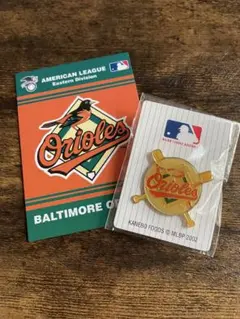 AMERICAN LEAGUE
Eastern Division
Orioles
BALTIMORE O
Orioles
KANEBO FOODS © MLBP 2002